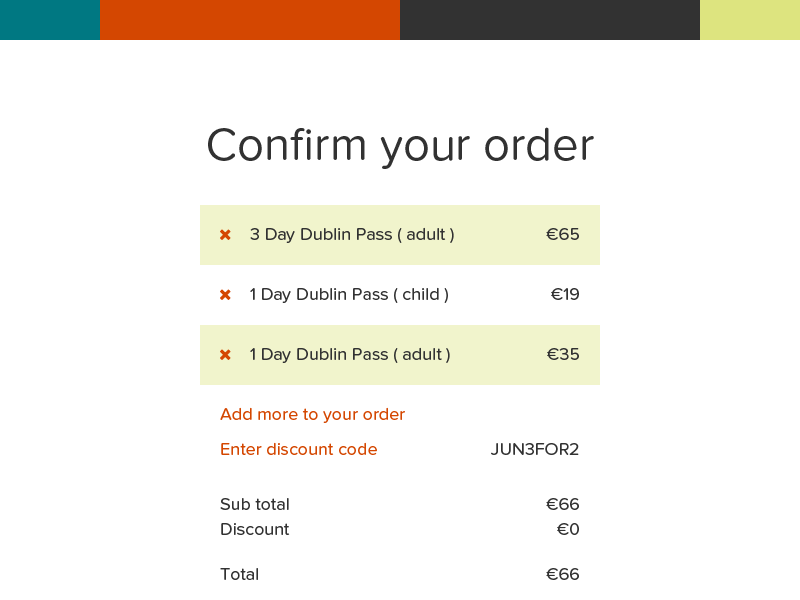 Confirm your order
3 Day Dublin Pass ( adult ) €65
1 Day Dublin Pass ( child ) €19
1 Day Dublin Pass ( adult ) €35
Add more to your order
Enter discount code JUN3FOR2
Sub total €66
Discount €0
Total €66